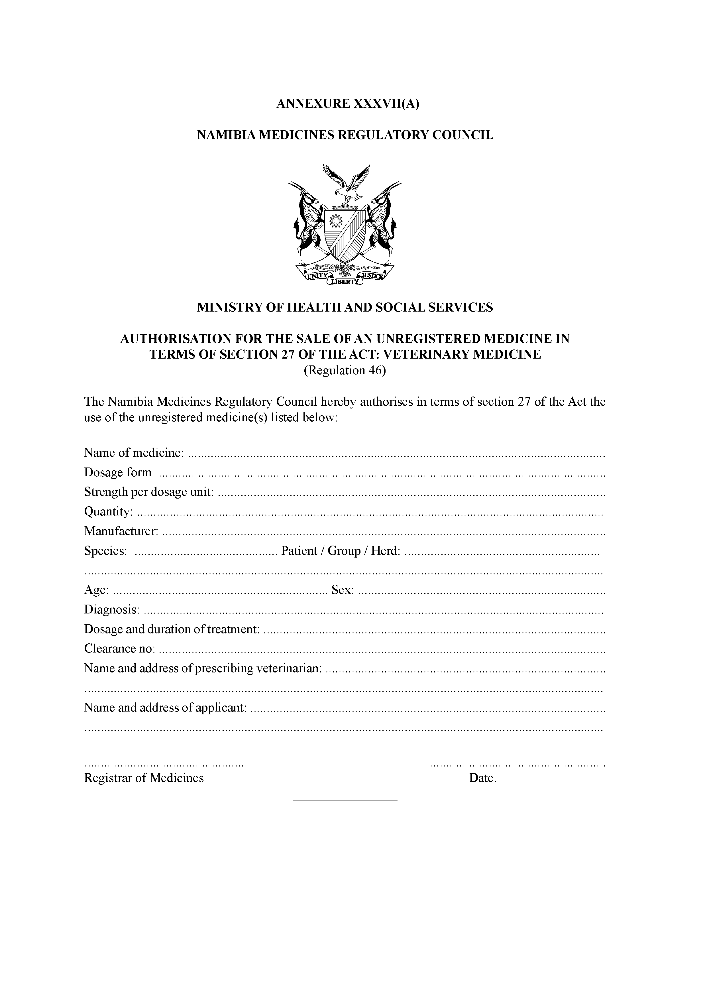 ANNEXURE XXXVII(A)
NAMIBIA MEDICINES REGULATORY COUNCIL
UNITY
LIBERTY
JUSTICE
MINISTRY OF HEALTH AND SOCIAL SERVICES
AUTHORISATION FOR THE SALE OF AN UNREGISTERED MEDICINE IN
TERMS OF SECTION 27 OF THE ACT: VETERINARY MEDICINE
(Regulation 46)
The Namibia Medicines Regulatory Council hereby authorises in terms of section 27 of the Act the
use of the unregistered medicine(s) listed below:
Name of medicine: ................................................................................................................................
Dosage form ..........................................................................................................................................
Strength per dosage unit: .......................................................................................................................
Quantity: ...............................................................................................................................................
Manufacturer: ........................................................................................................................................
Species: ............................................ Patient / Group / Herd: ............................................................
...............................................................................................................................................................
Age: .................................................................. Sex: ............................................................................
Diagnosis: .............................................................................................................................................
Dosage and duration of treatment: .........................................................................................................
Clearance no: .........................................................................................................................................
Name and address of prescribing veterinarian: ......................................................................................
...............................................................................................................................................................
Name and address of applicant: .............................................................................................................
...............................................................................................................................................................
.................................................. .......................................................
Registrar of Medicines Date.